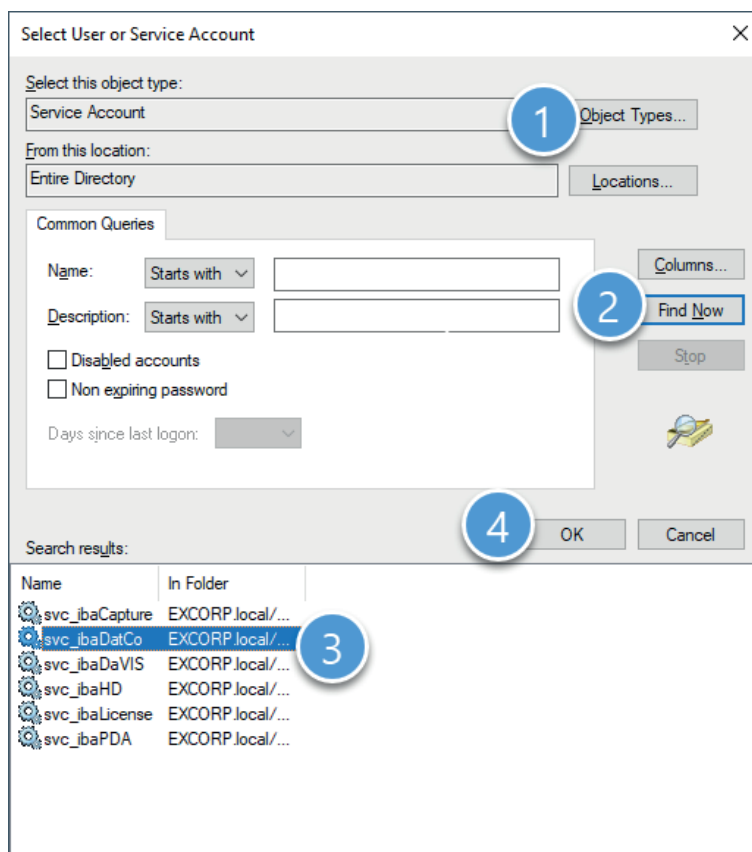 Select User or Service Account
Select this object type:
Service Account
1
Object Types...
From this location:
Entire Directory
Locations...
Common Queries
Name:
Starts with
Columns...
Description:
Starts with
2
Find Now
Disabled accounts
Stop
Non expiring password
Days since last logon:
4
OK
Cancel
Search results:
Name In Folder
svc_ibaCapture EXCORP.local/...
svc_ibaDatCo EXCORP.local/...
3
svc_ibaDaVIS EXCORP.local/...
svc_ibaHD EXCORP.local/...
svc_ibaLicense EXCORP.local/...
svc_ibaPDA EXCORP.local/...